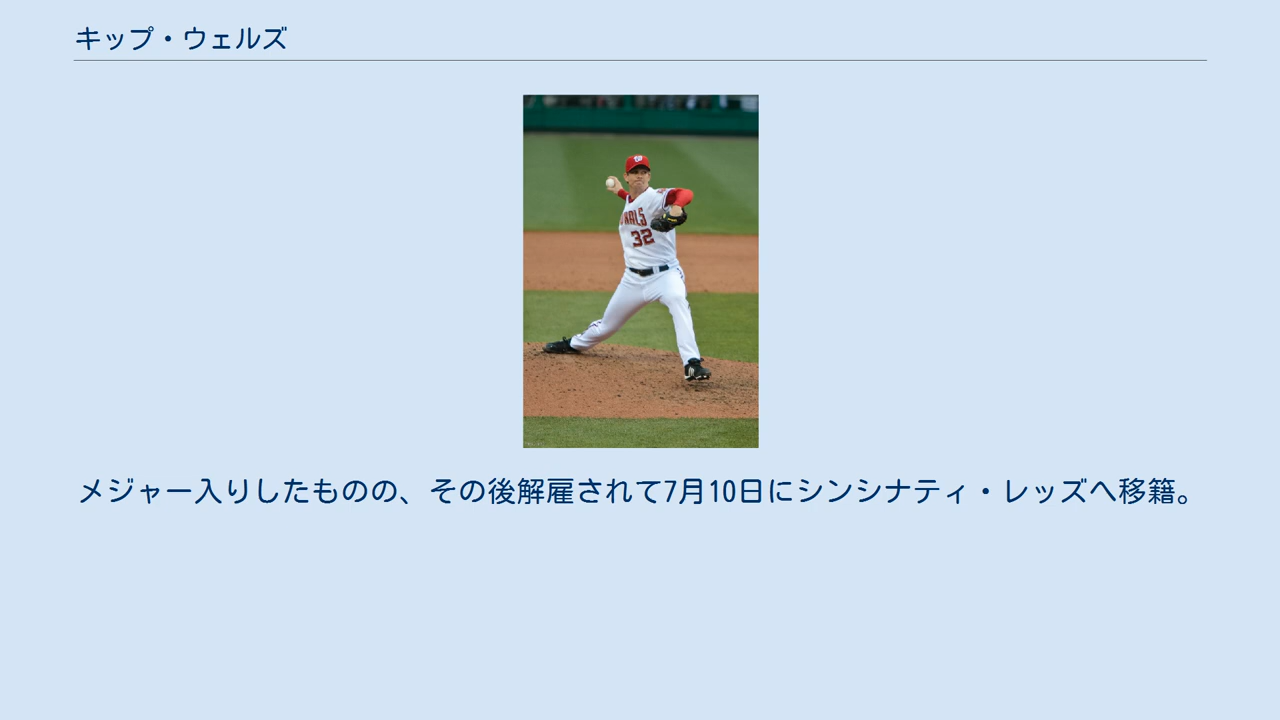 キップ・ウェルズ
NALS
32
メジャー入りしたものの、その後解雇されて7月10日にシンシナティ・レッズへ移籍。